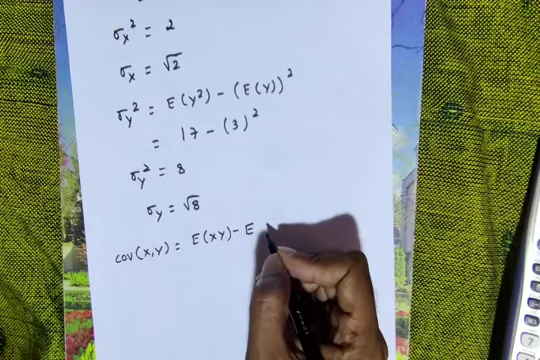 σx² = 2
σx = √2
σy² = E(y²) − (E(y))²
= 17 − (3)²
σy² = 8
σy = √8
cov(x,y) = E(xy) − E